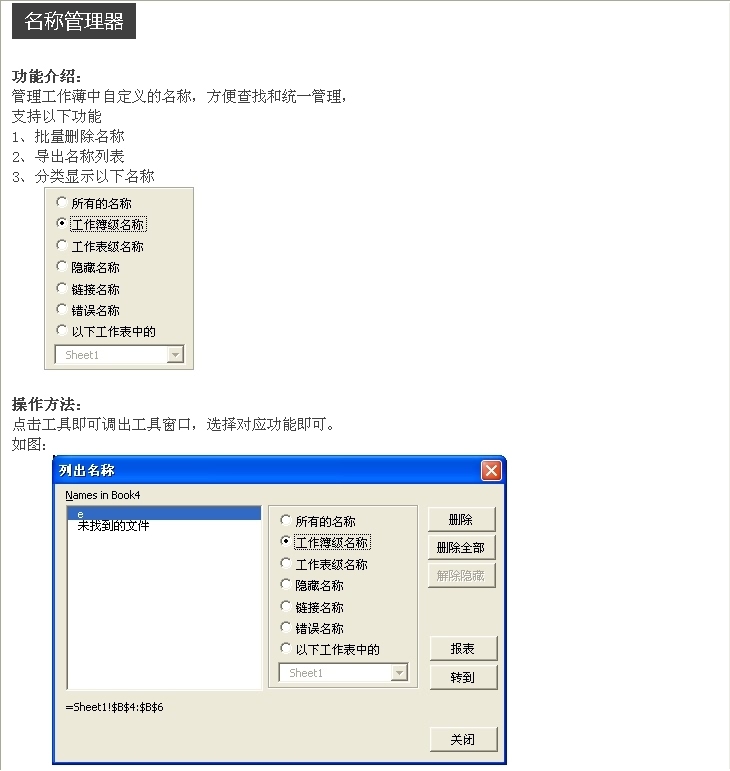 名称管理器
功能介绍：
管理工作薄中自定义的名称，方便查找和统一管理，
支持以下功能
1、批量删除名称
2、导出名称列表
3、分类显示以下名称
所有的名称
工作簿级名称
工作表级名称
隐藏名称
链接名称
错误名称
以下工作表中的
Sheet1
操作方法：
点击工具即可调出工具窗口，选择对应功能即可。
如图：
列出名称
Names in Book4
e
未找到的文件
所有的名称
工作簿级名称
工作表级名称
隐藏名称
链接名称
错误名称
以下工作表中的
Sheet1
删除
删除全部
解除隐藏
报表
转到
=Sheet1!$B$4:$B$6
关闭